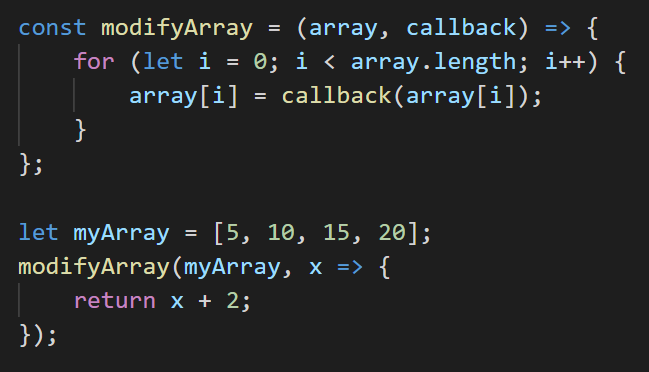 const modifyArray = (array, callback) => {
    for (let i = 0; i < array.length; i++) {
        array[i] = callback(array[i]);
    }
};

let myArray = [5, 10, 15, 20];
modifyArray(myArray, x => {
    return x + 2;
});